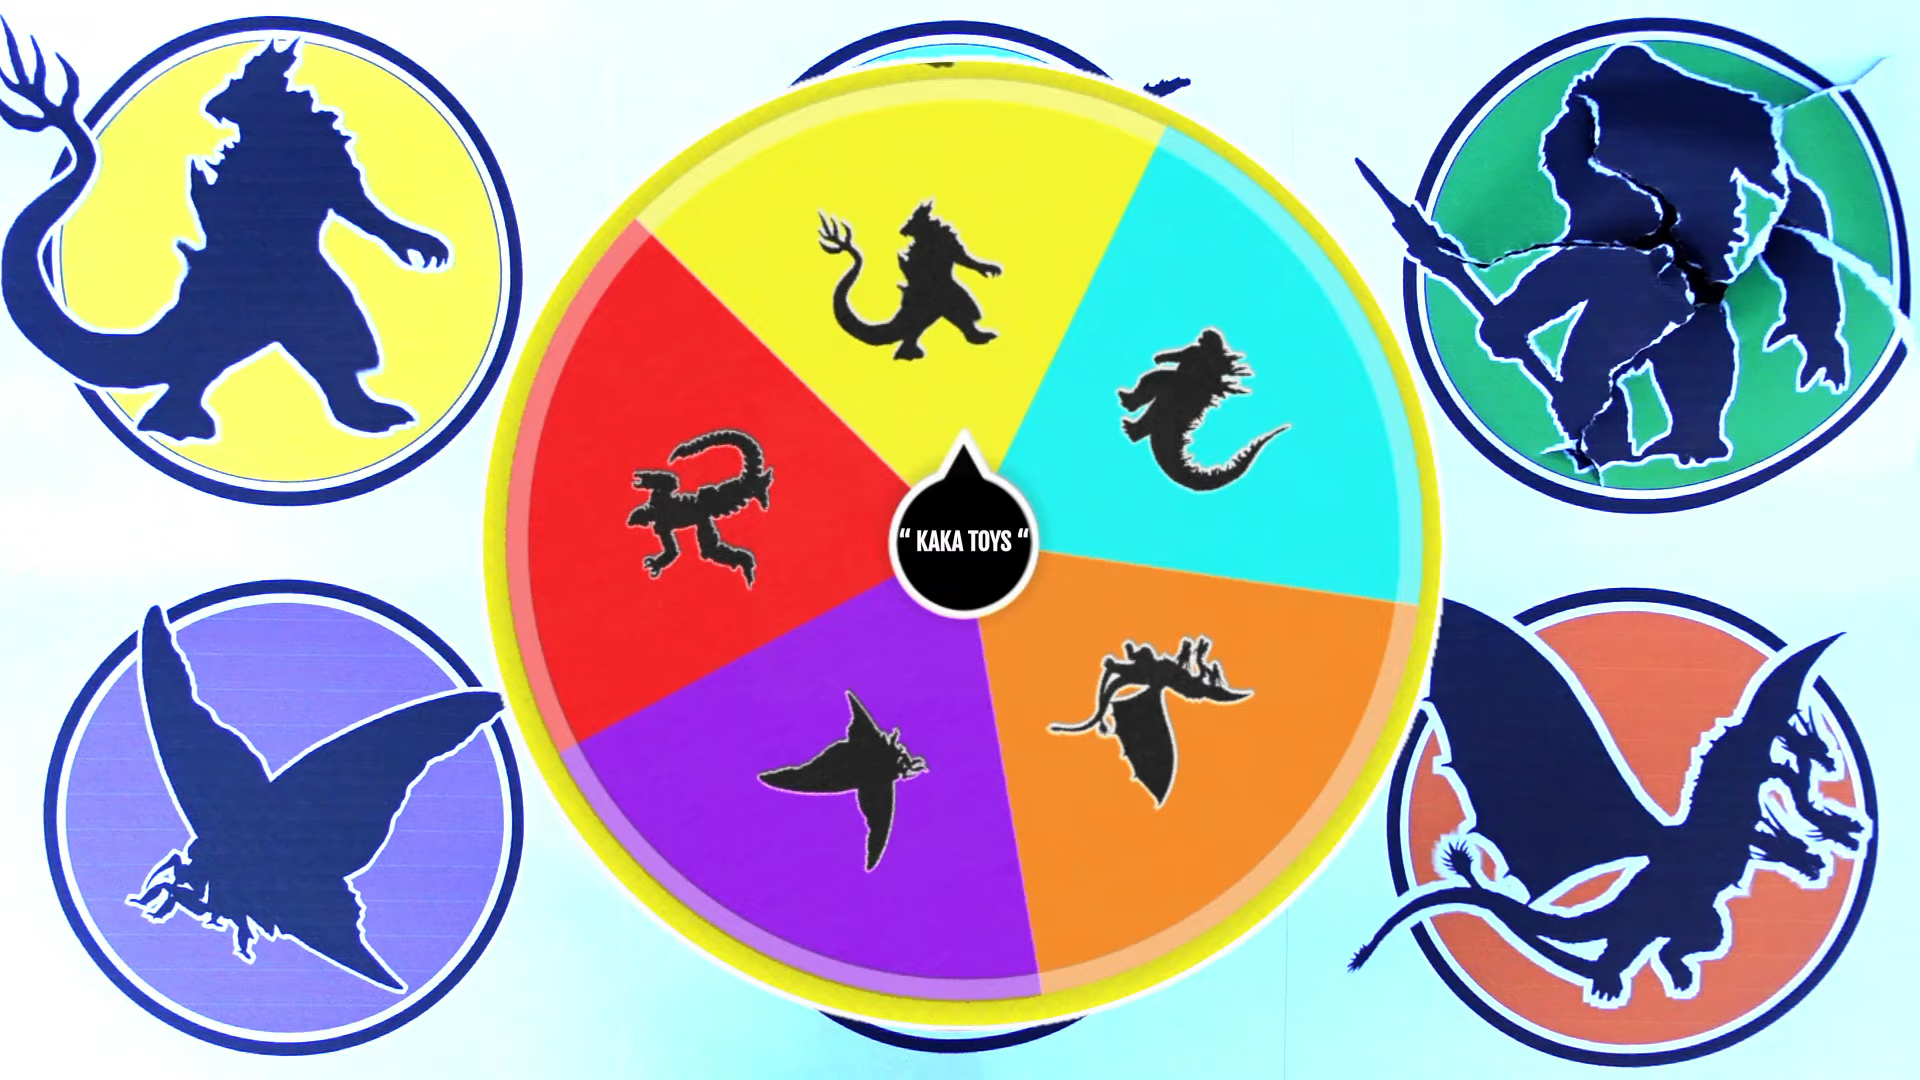 “ KAKA TOYS “